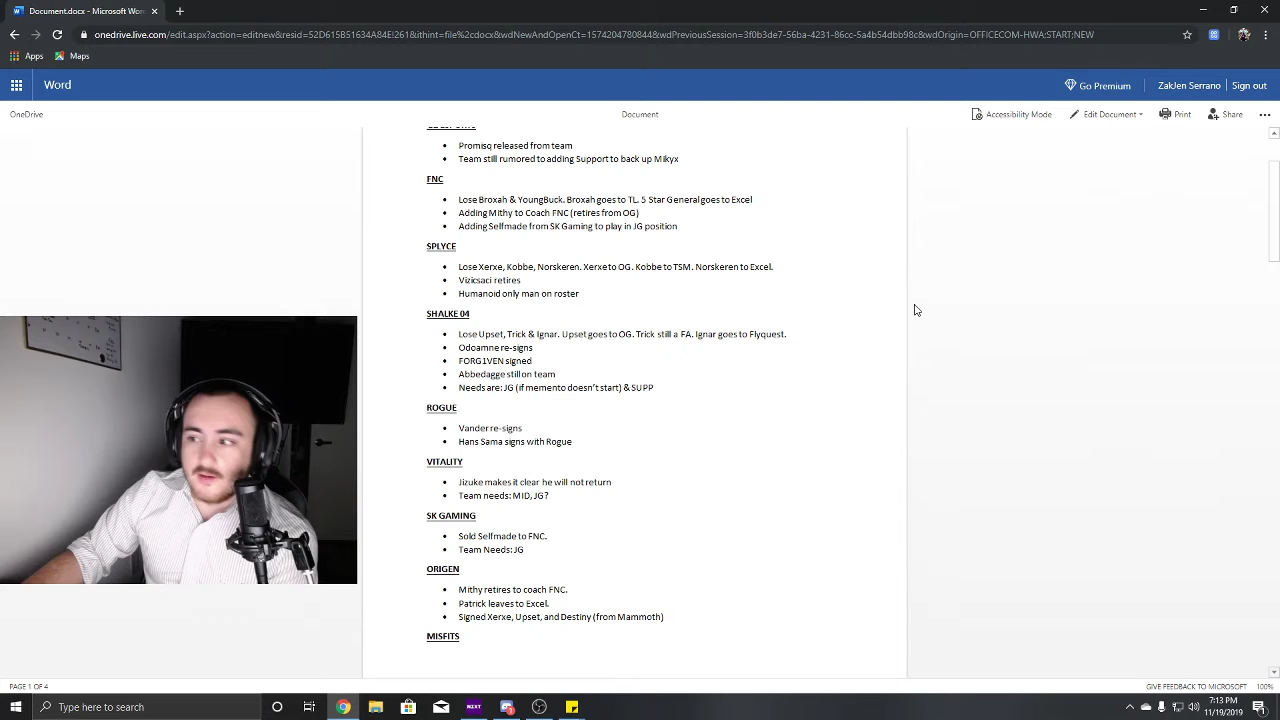 Document.docx - Microsoft Wor
onedrive.live.com/edit.aspx?action=editnew&resid=52D615B51634A84E!261&ithint=file%2cdocx&wdNewAndOpenCt=1574204780844&wdPreviousSession=3f0b3de7-56ba-4231-86cc-5a4b54dbb98c&wdOrigin=OFFICECOM-HWA;START;NEW
Apps Maps
Word Go Premium ZakJen Serrano Sign out
OneDrive Document Accessibility Mode Edit Document Print Share
• Promisq released from team
• Team still rumored to adding Support to back up Mikyx
FNC
• Lose Broxah & YoungBuck. Broxah goes to TL. 5 Star General goes to Excel
• Adding Mithy to Coach FNC (retires from OG)
• Adding Selfmade from SK Gaming to play in JG position
SPLYCE
• Lose Xerxe, Kobbe, Norskeren. Xerxe to OG. Kobbe to TSM. Norskeren to Excel.
• Vizicsaci retires
• Humanoid only man on roster
SHALKE 04
• Lose Upset, Trick & Ignar. Upset goes to OG. Trick still a FA. Ignar goes to Flyquest.
• Odoamne re-signs
• FORG1VEN signed
• Abbedagge still on team
• Needs are: JG (if memento doesn't start) & SUPP
ROGUE
• Vander re-signs
• Hans Sama signs with Rogue
VITALITY
• Jizuke makes it clear he will not return
• Team needs: MID, JG?
SK GAMING
• Sold Selfmade to FNC.
• Team Needs: JG
ORIGEN
• Mithy retires to coach FNC.
• Patrick leaves to Excel.
• Signed Xerxe, Upset, and Destiny (from Mammoth)
MISFITS
PAGE 1 OF 4 GIVE FEEDBACK TO MICROSOFT 100%
Type here to search
7:13 PM
11/19/2019